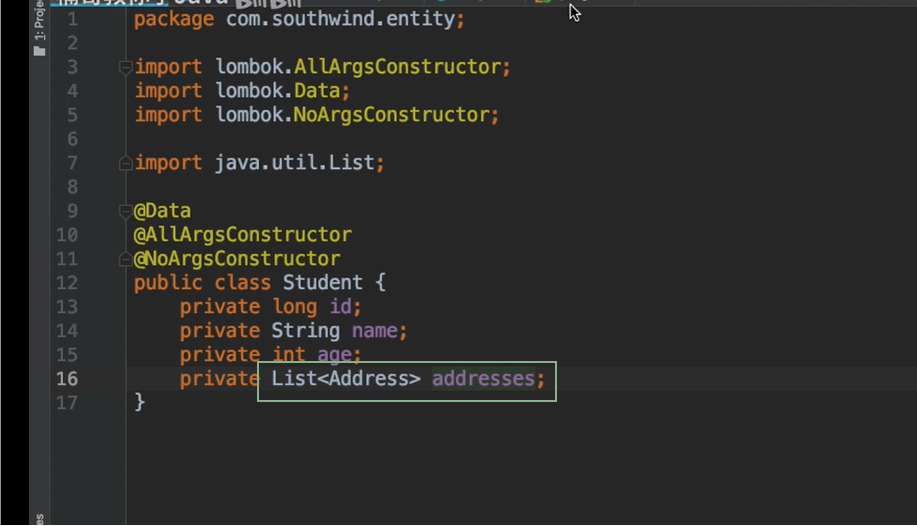 1: Proje
1 package com.southwind.entity;
2
3 import lombok.AllArgsConstructor;
4 import lombok.Data;
5 import lombok.NoArgsConstructor;
6
7 import java.util.List;
8
9 @Data
10 @AllArgsConstructor
11 @NoArgsConstructor
12 public class Student {
13 private long id;
14 private String name;
15 private int age;
16 private List<Address> addresses;
17 }
es